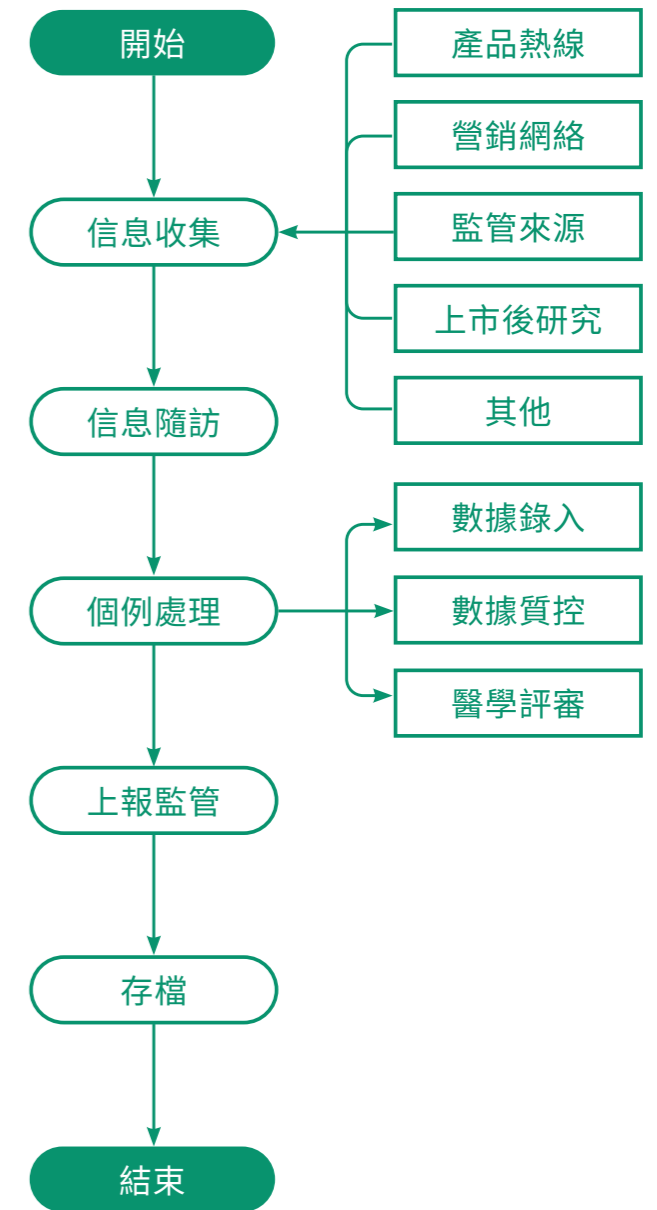 開始
產品熱線
營銷網絡
信息收集
監管來源
上市後研究
信息隨訪
其他
數據錄入
個例處理
數據質控
醫學評審
上報監管
存檔
結束